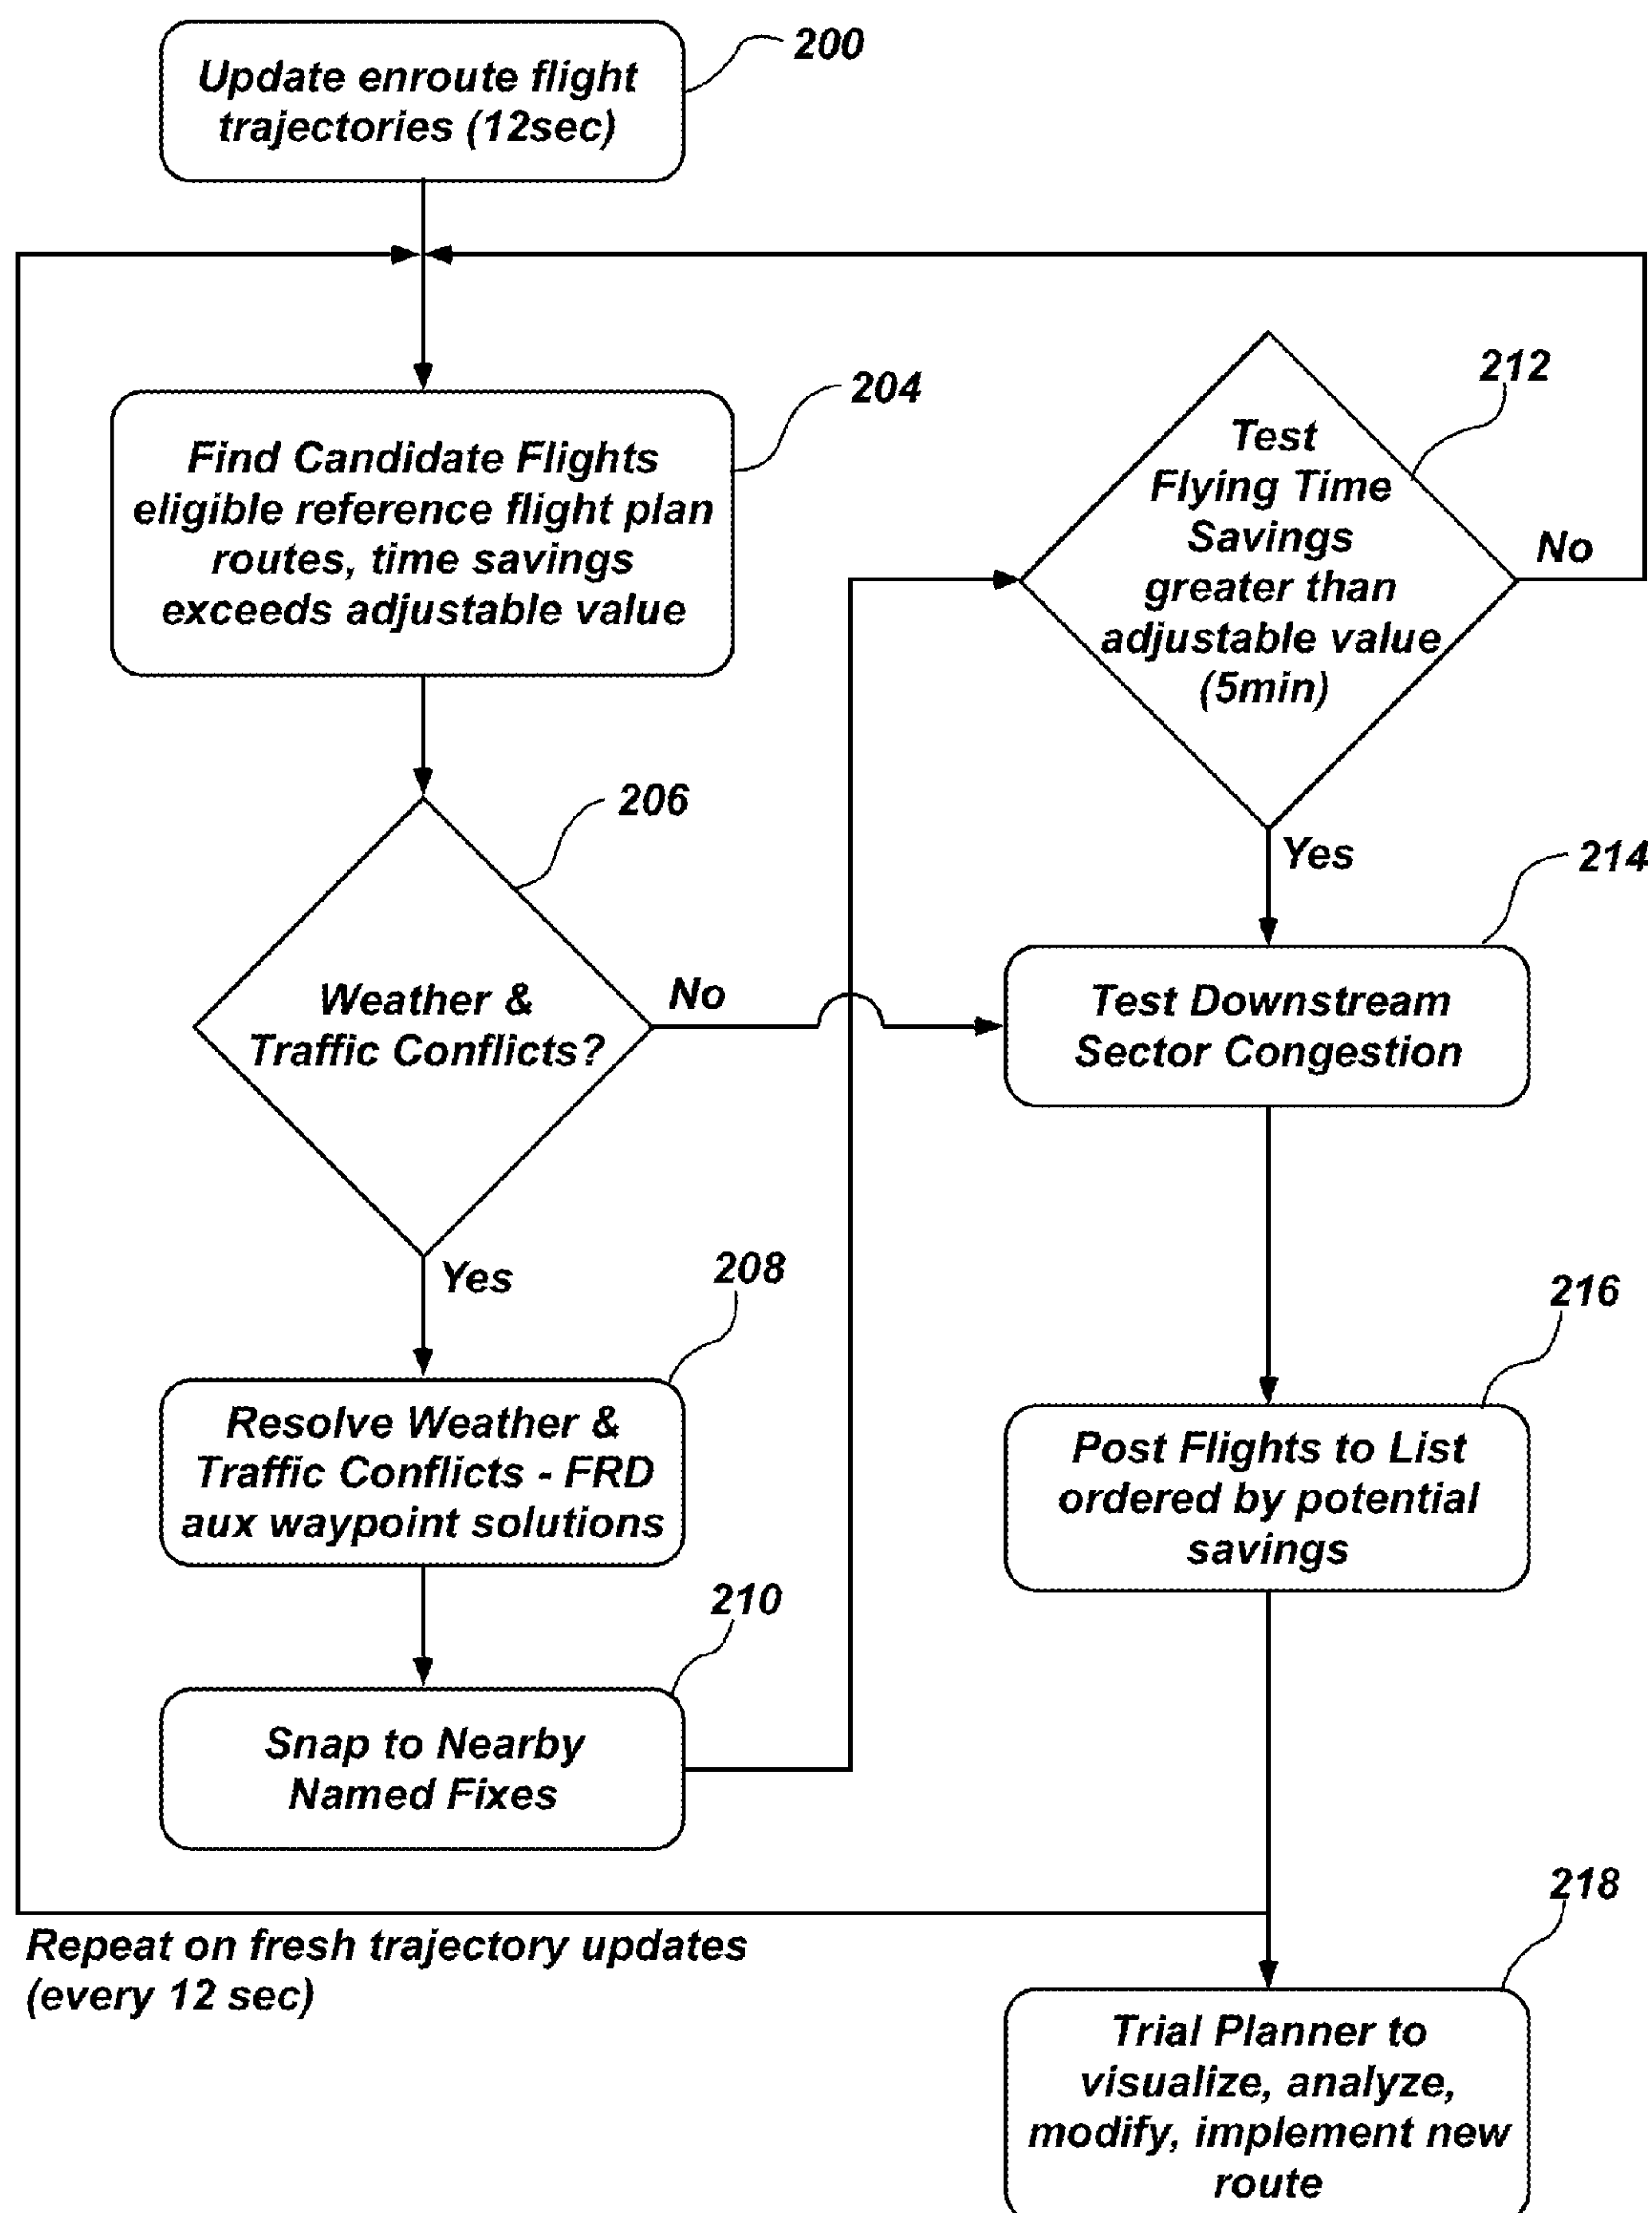 200
Update enroute flight
trajectories (12sec)
204
Find Candidate Flights
eligible reference flight plan
routes, time savings
exceeds adjustable value
206
Weather &
Traffic Conflicts?
No
Yes
208
Resolve Weather &
Traffic Conflicts - FRD
aux waypoint solutions
210
Snap to Nearby
Named Fixes
212
Test
Flying Time
Savings
greater than
adjustable value
(5min)
No
Yes
214
Test Downstream
Sector Congestion
216
Post Flights to List
ordered by potential
savings
Repeat on fresh trajectory updates
(every 12 sec)
218
Trial Planner to
visualize, analyze,
modify, implement new
route